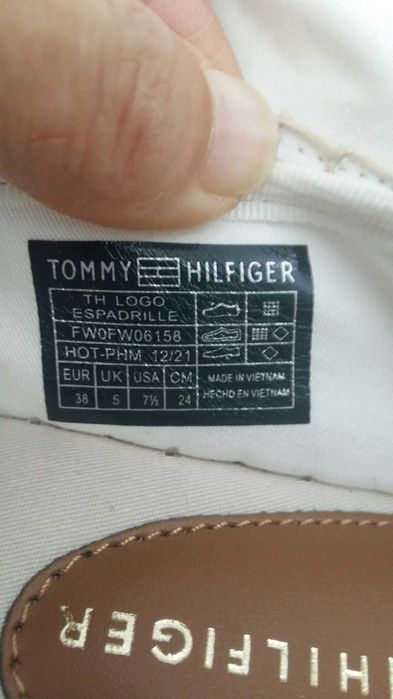 TOMMY HILFIGER
TH LOGO
ESPADRILLE
FW0FW06158
HOT-PHM 12/21
EUR UK USA CM
38 5 7½ 24
MADE IN VIETNAM
HECHO EN VIETNAM
HILFIGER